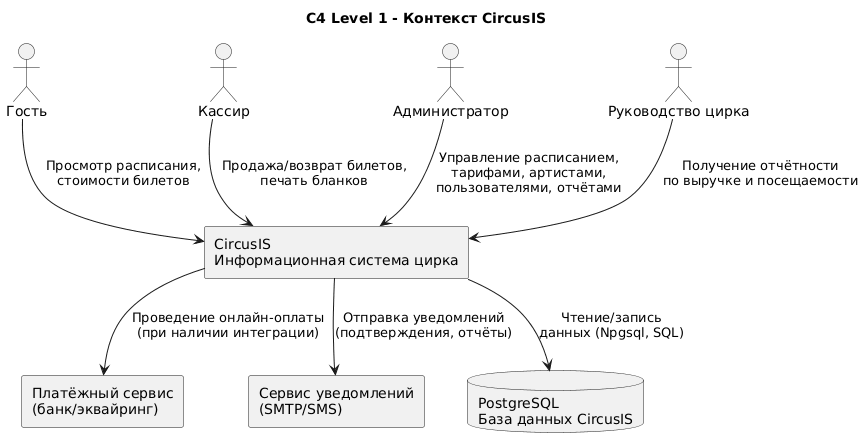 C4 Level 1 - Контекст CircusIS
Гость
Кассир
Администратор
Руководство цирка
Просмотр расписания,
стоимости билетов
Продажа/возврат билетов,
печать бланков
Управление расписанием,
тарифами, артистами,
пользователями, отчётами
Получение отчётности
по выручке и посещаемости
CircusIS
Информационная система цирка
Проведение онлайн-оплаты
(при наличии интеграции)
Отправка уведомлений
(подтверждения, отчёты)
Чтение/запись
данных (Npgsql, SQL)
Платёжный сервис
(банк/эквайринг)
Сервис уведомлений
(SMTP/SMS)
PostgreSQL
База данных CircusIS